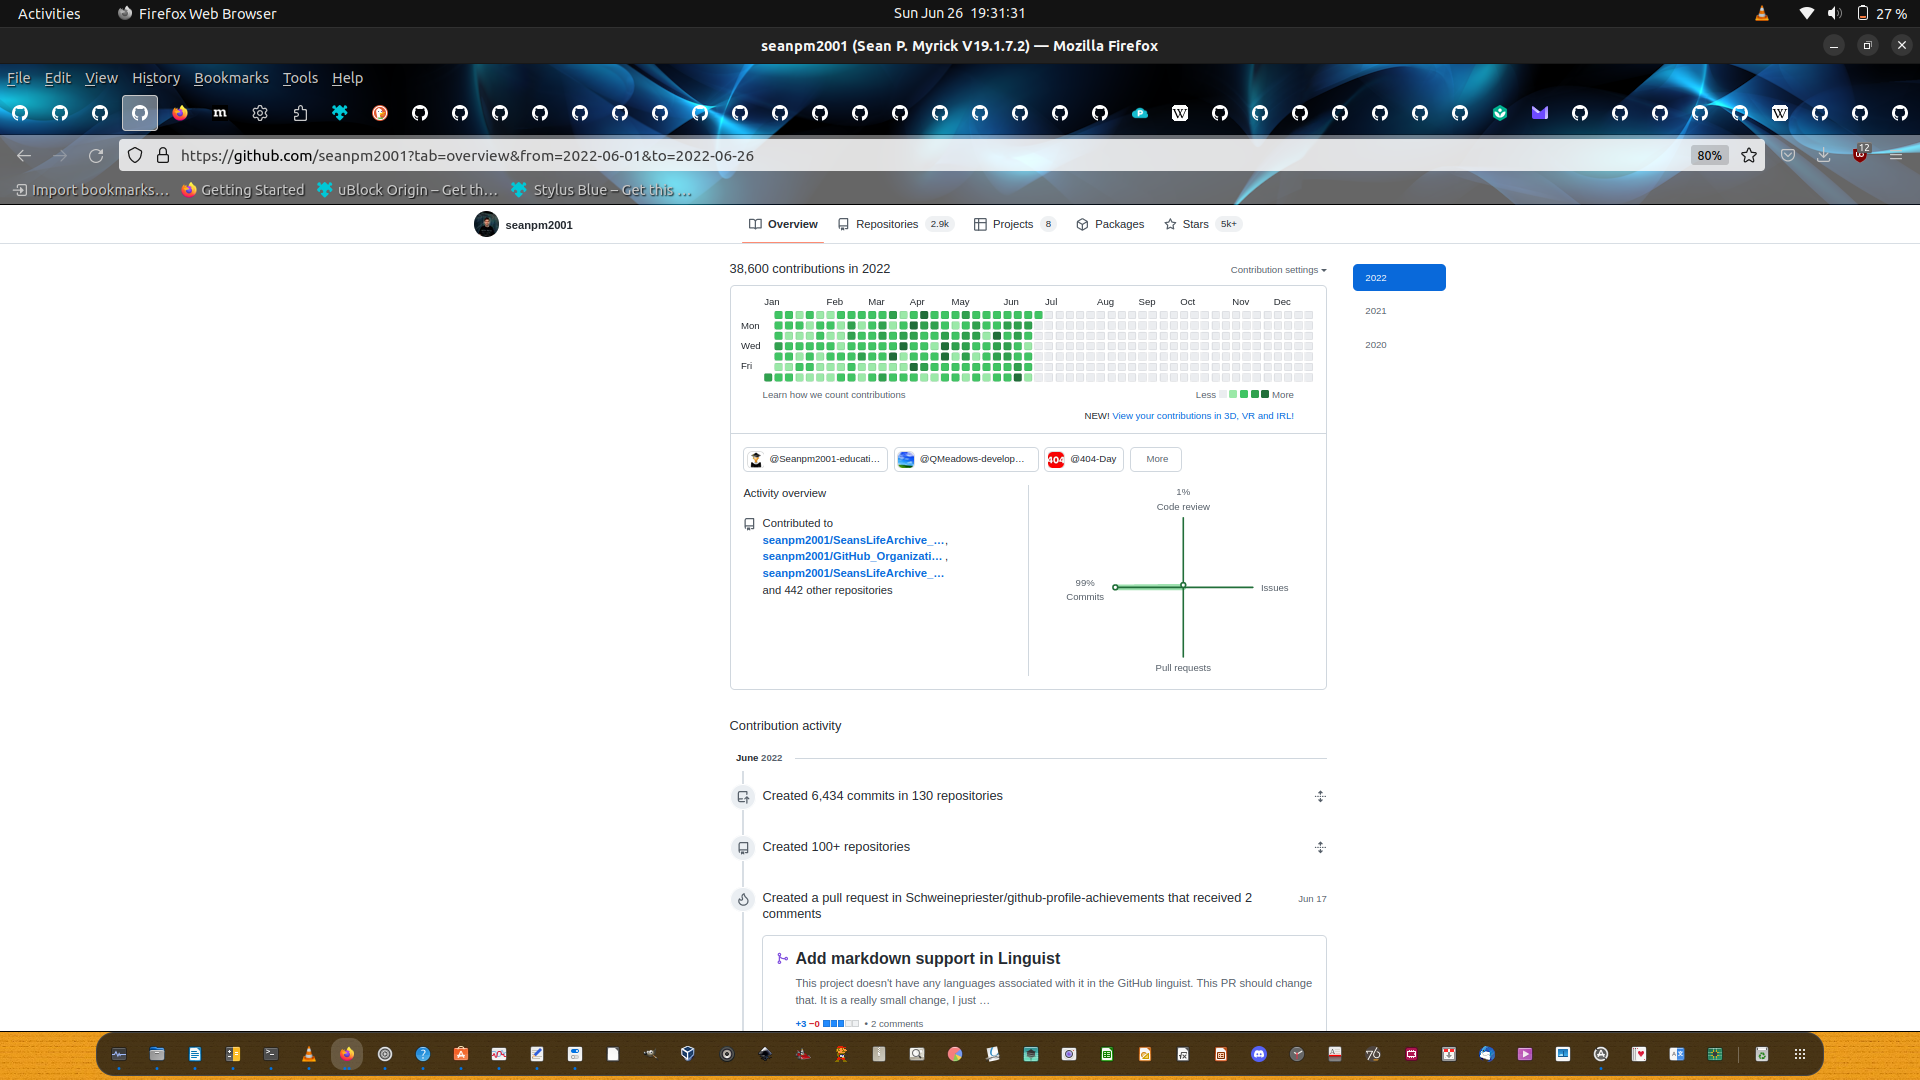 Activities
Firefox Web Browser
Sun Jun 26 19:31:31
27 %
seanpm2001 (Sean P. Myrick V19.1.7.2) — Mozilla Firefox
File Edit View History Bookmarks Tools Help
https://github.com/seanpm2001?tab=overview&from=2022-06-01&to=2022-06-26
80%
12
Import bookmarks…
Getting Started
uBlock Origin – Get th…
Stylus Blue – Get this …
seanpm2001
Overview
Repositories 2.9k
Projects 8
Packages
Stars 5k+
38,600 contributions in 2022
Contribution settings
2022
2021
2020
Jan Feb Mar Apr May Jun Jul Aug Sep Oct Nov Dec
Mon
Wed
Fri
Learn how we count contributions
Less
More
NEW! View your contributions in 3D, VR and IRL!
@Seanpm2001-educati…
@QMeadows-develop…
404 @404-Day
More
Activity overview
Contributed to
seanpm2001/SeansLifeArchive_…,
seanpm2001/GitHub_Organizati… ,
seanpm2001/SeansLifeArchive_…
and 442 other repositories
1%
Code review
99%
Commits
Issues
Pull requests
Contribution activity
June 2022
Created 6,434 commits in 130 repositories
Created 100+ repositories
Created a pull request in Schweinepriester/github-profile-achievements that received 2
comments
Jun 17
Add markdown support in Linguist
This project doesn't have any languages associated with it in the GitHub linguist. This PR should change
that. It is a really small change, I just …
+3 −0 • 2 comments